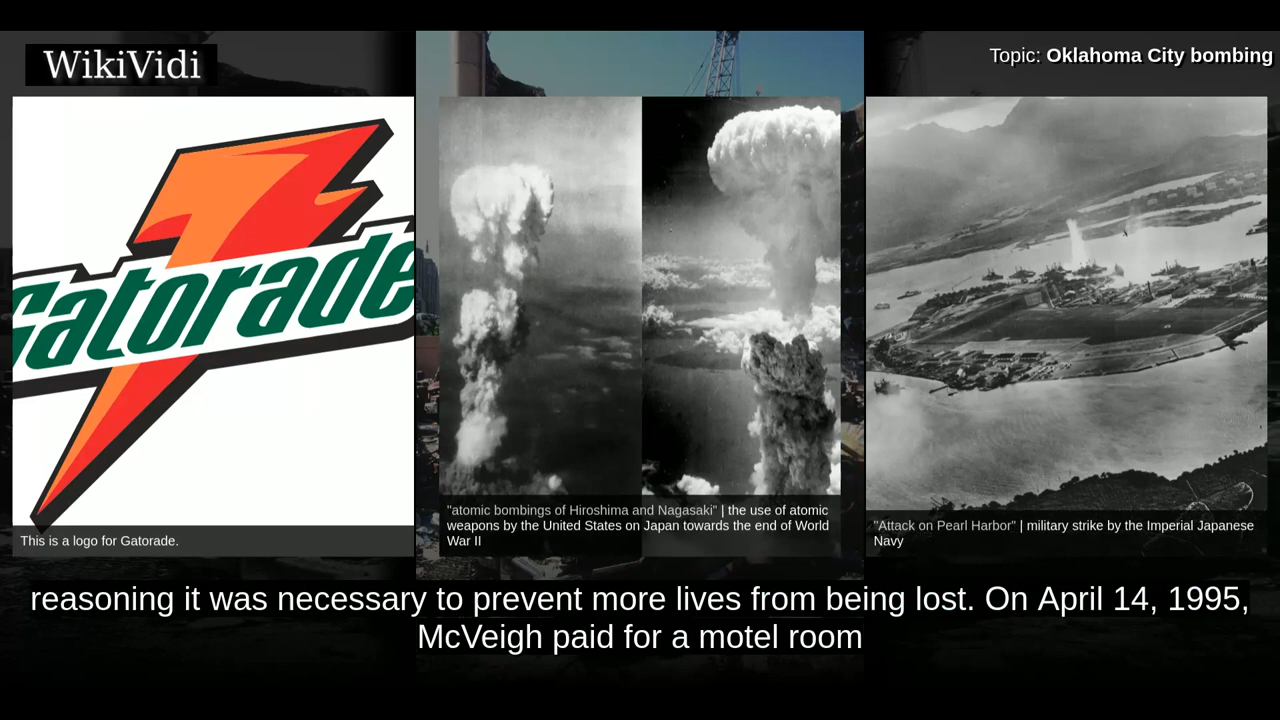 WikiVidi
Topic: Oklahoma City bombing
Gatorade
This is a logo for Gatorade.
"atomic bombings of Hiroshima and Nagasaki" | the use of atomic
weapons by the United States on Japan towards the end of World
War II
"Attack on Pearl Harbor" | military strike by the Imperial Japanese
Navy
reasoning it was necessary to prevent more lives from being lost. On April 14, 1995,
McVeigh paid for a motel room